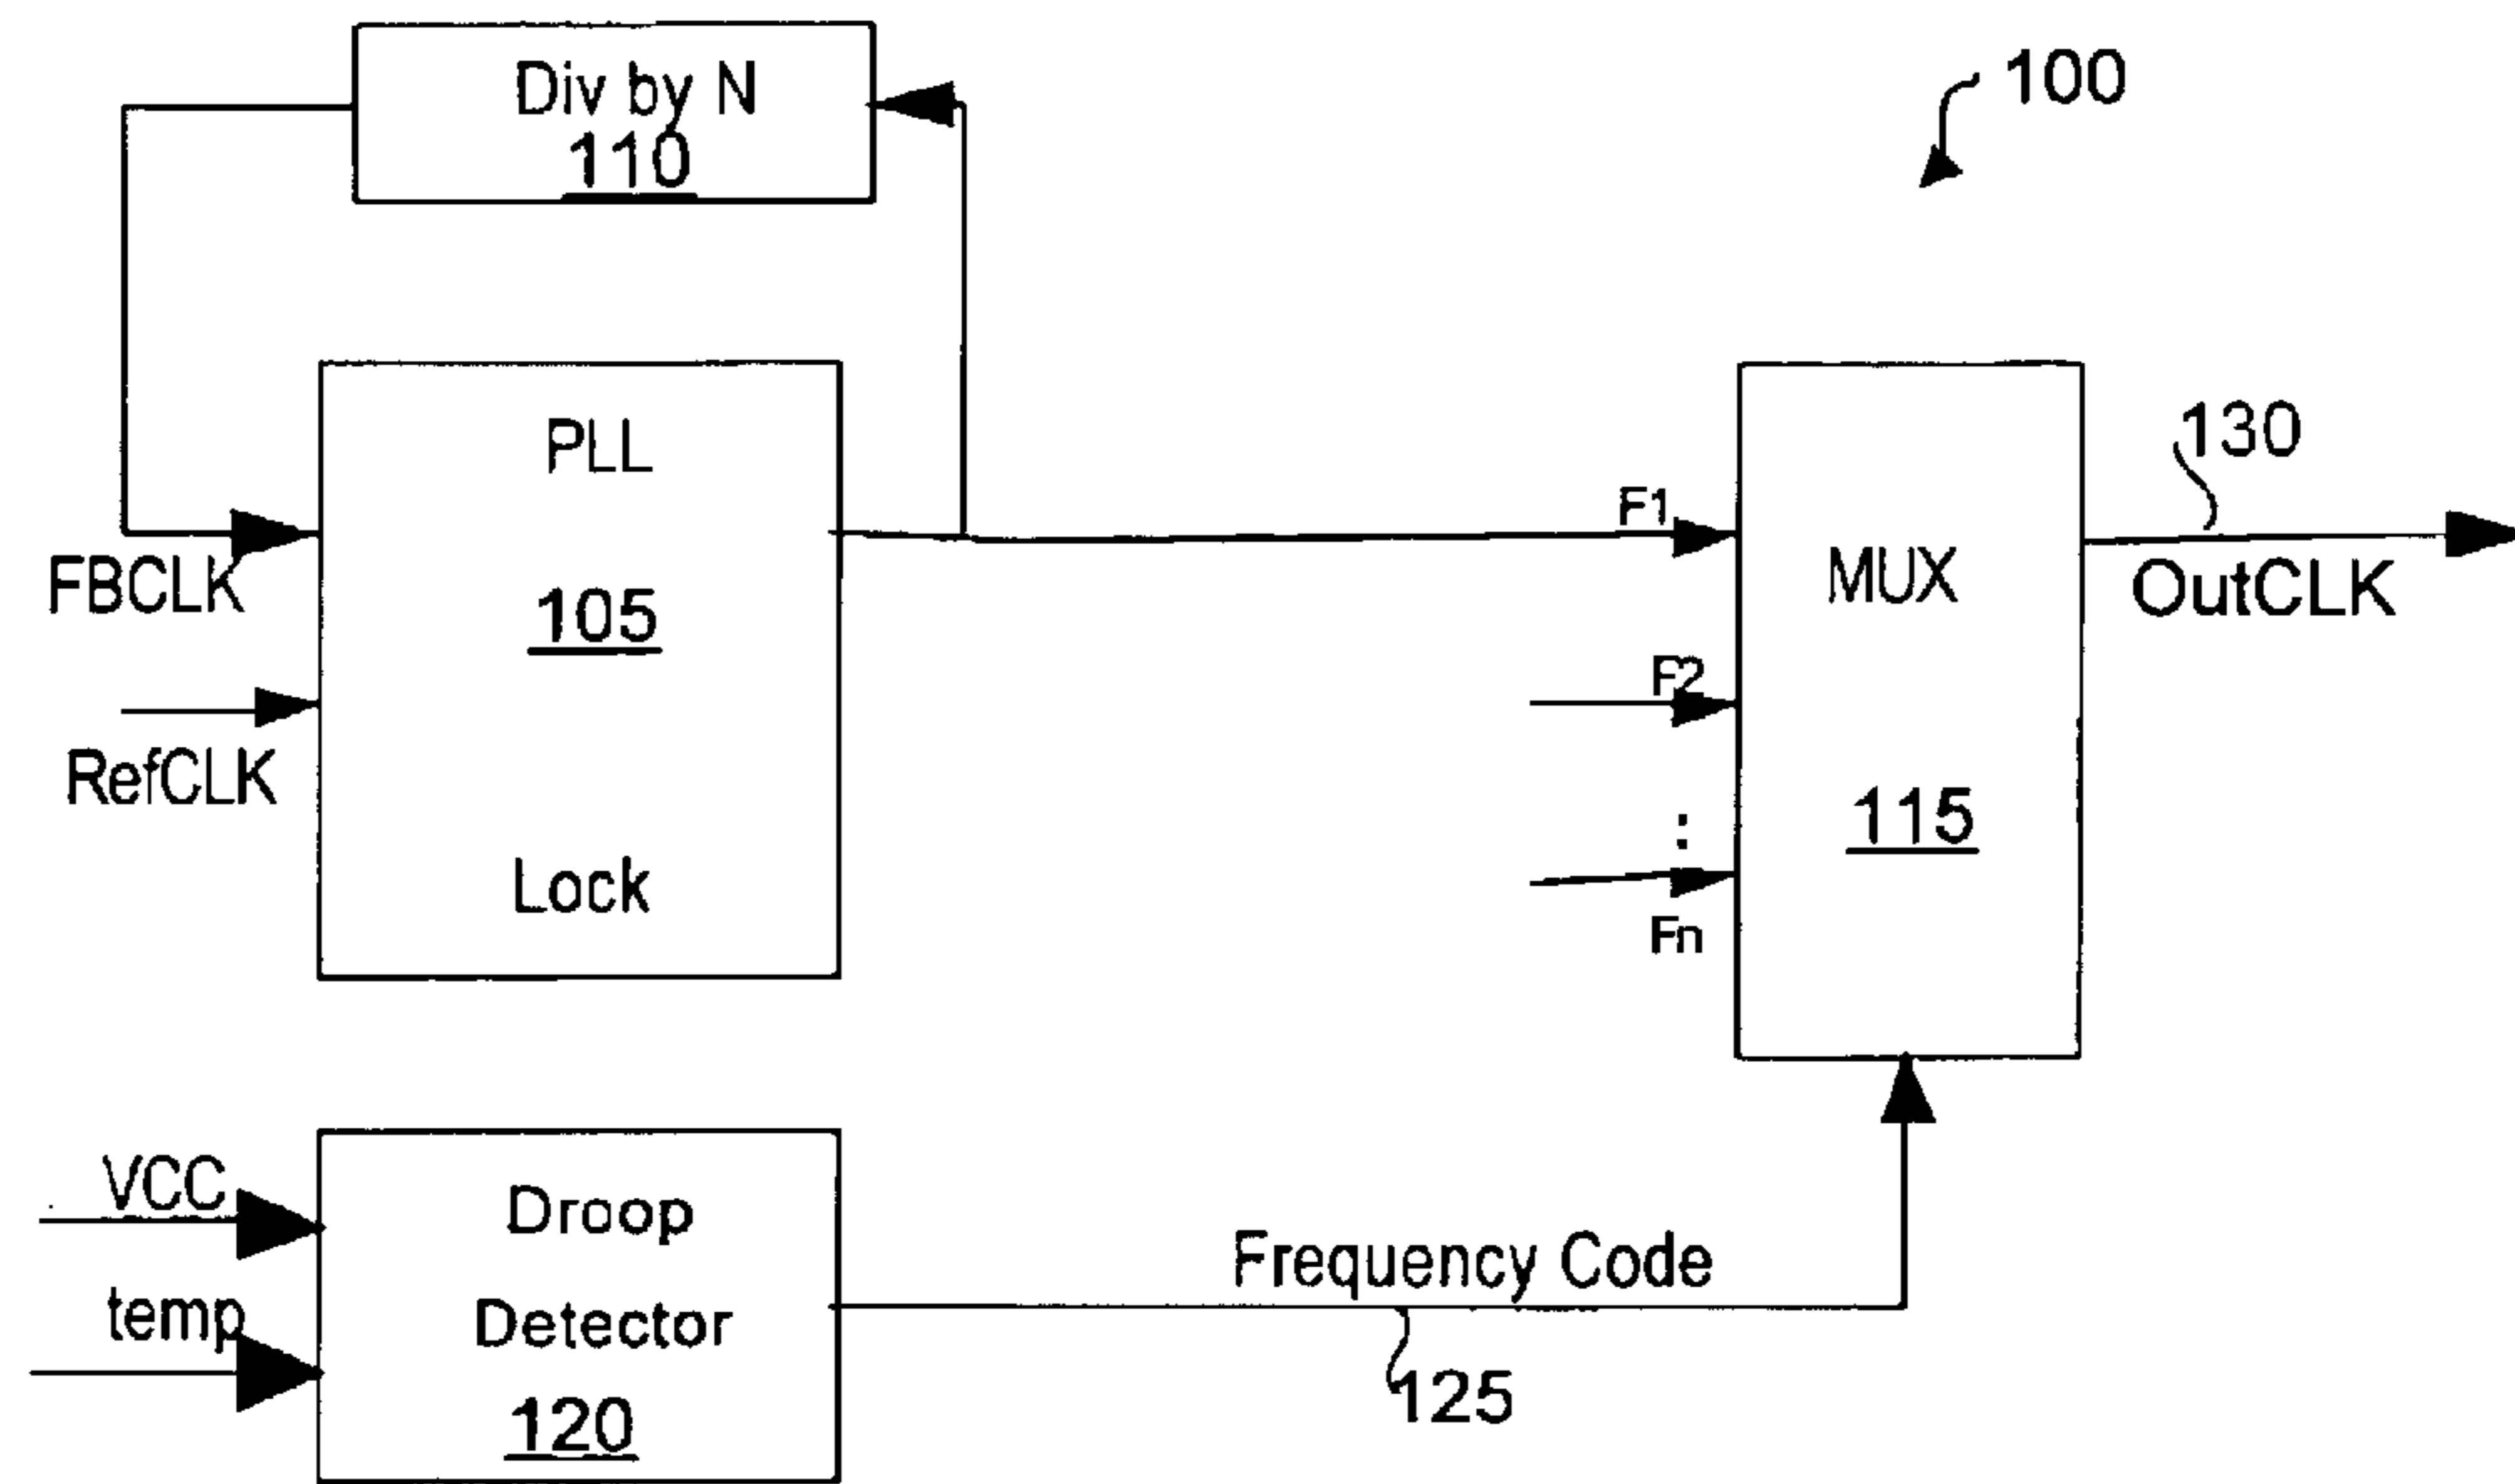 Div by N
110
100
PLL
105
Lock
FBCLK
RefCLK
F1
F2
:
Fn
MUX
115
130
OutCLK
VCC
temp
Droop
Detector
120
Frequency Code
125